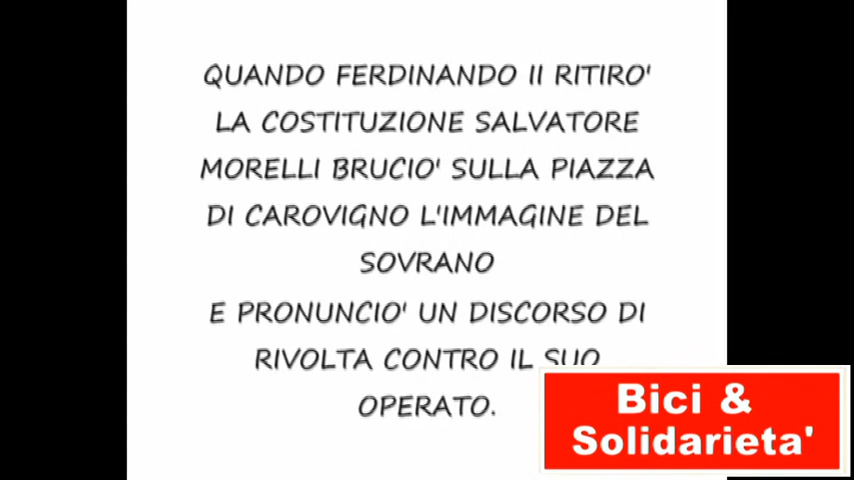 QUANDO FERDINANDO II RITIRO'
LA COSTITUZIONE SALVATORE
MORELLI BRUCIO' SULLA PIAZZA
DI CAROVIGNO L'IMMAGINE DEL
SOVRANO
E PRONUNCIO' UN DISCORSO DI
RIVOLTA CONTRO IL SUO
OPERATO.
Bici &
Solidarieta'